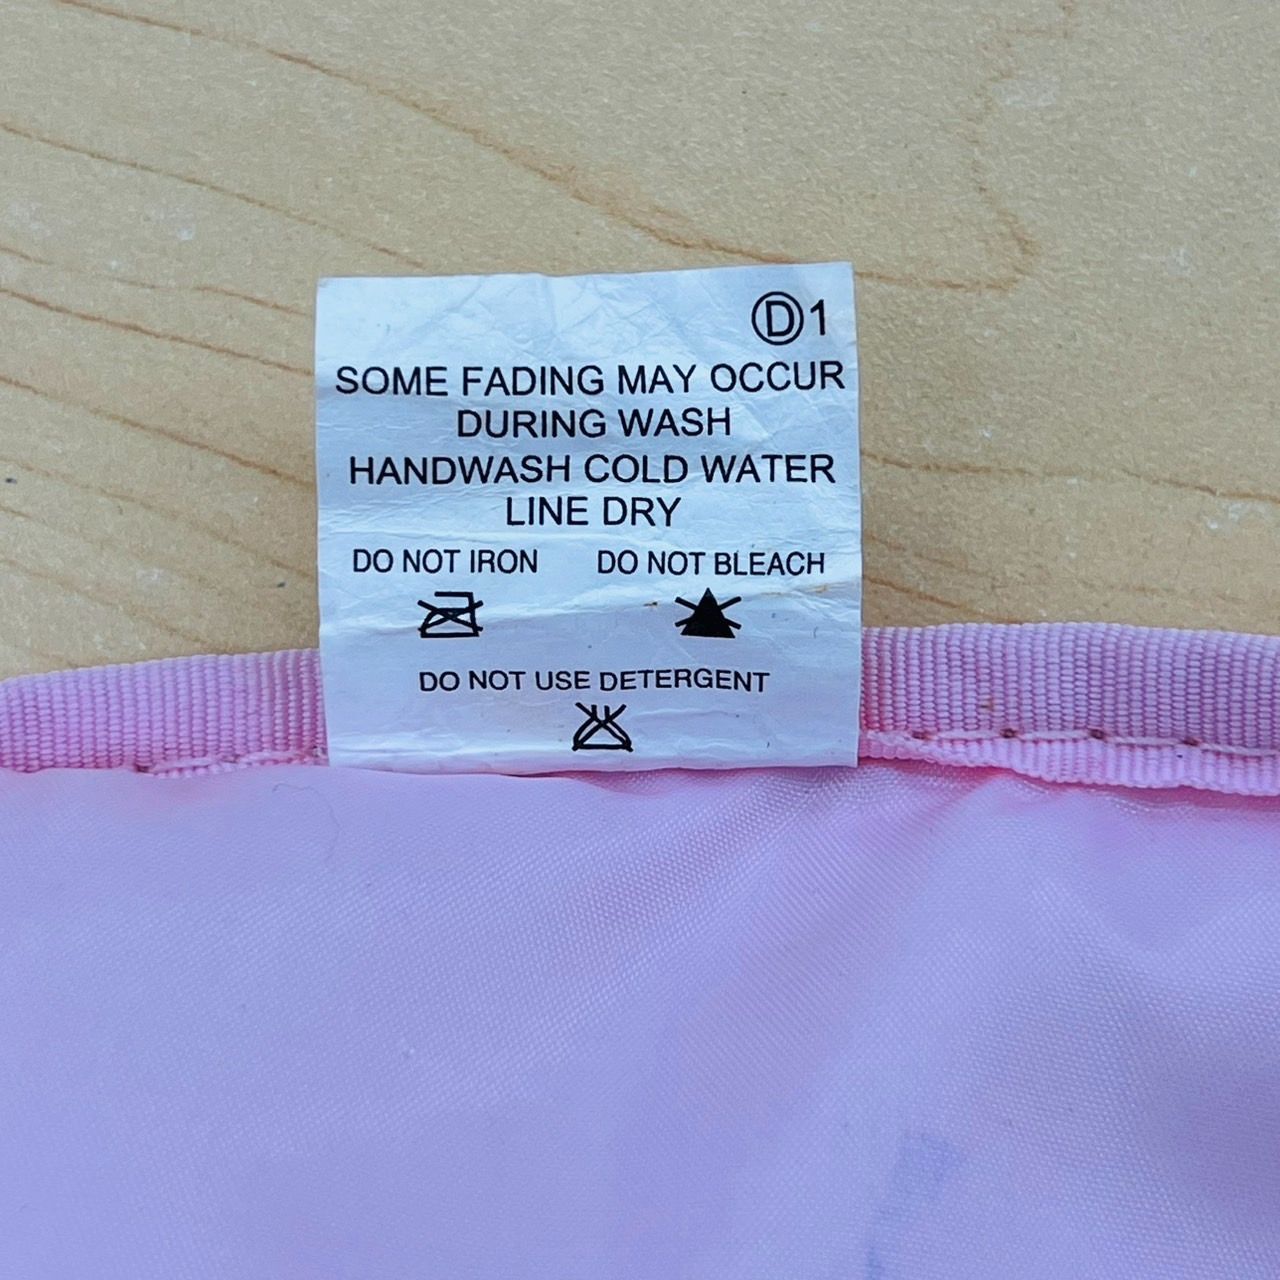 Ⓓ1
SOME FADING MAY OCCUR
DURING WASH
HANDWASH COLD WATER
LINE DRY
DO NOT IRON DO NOT BLEACH
DO NOT USE DETERGENT